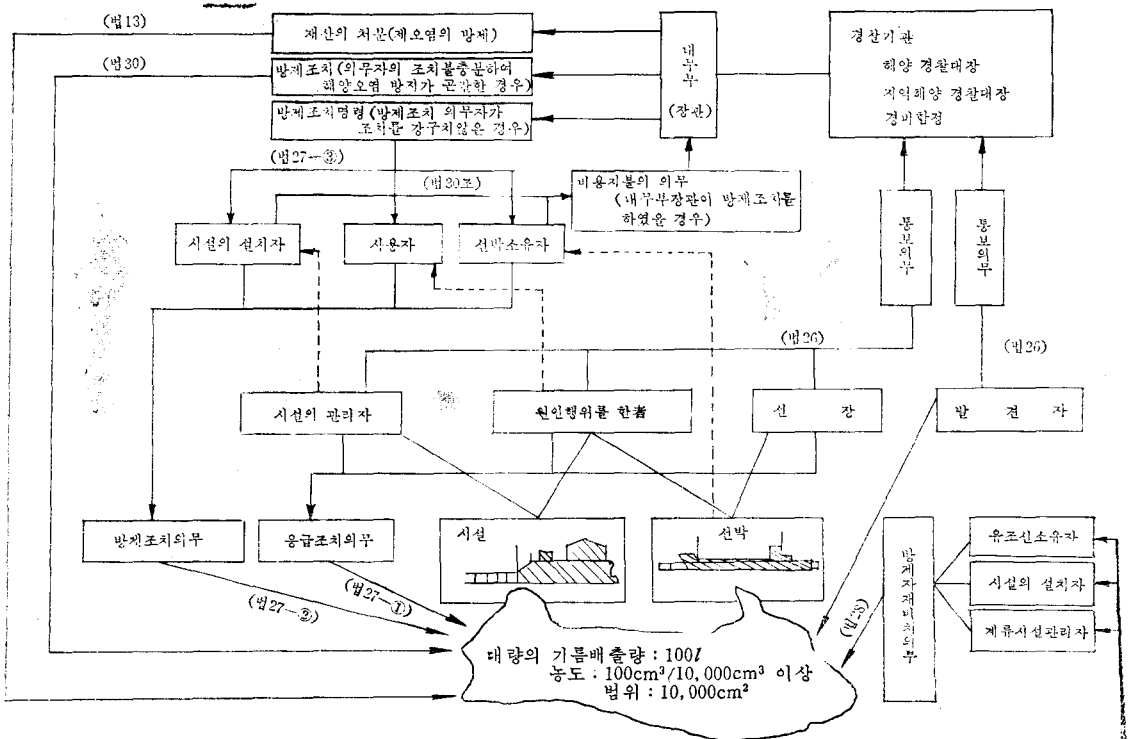 (법13)
재산의 처분(제오염의 방제)
(법30)
방제조치(의무자의 조치불충분하여
해양오염 방지가 곤란한 경우)
방제조치명령(방제조치 의무자가
조치를 강구치않은 경우)
내무부
(장관)
경찰기관
해양 경찰대장
지역해양 경찰대장
경비함정
(법27―③)
(법30조)
비용지불의 의무
(내무부장관이 방제조치를
하였을 경우)
시설의 설치자
사용자
선박소유자
통보의무
통보의무
(법26)
(법26)
시설의 관리자
원인행위를 한者
선 장
발 견 자
방제조치의무
응급조치의무
시설
선박
방제자재비치의무
유조선소유자
시설의 설치자
계류시설관리자
(법27―②)
(법27―①)
(법28)
대량의 기름배출량 : 100l
농도 : 100cm³/10,000cm³ 이상
범위 : 10,000cm²